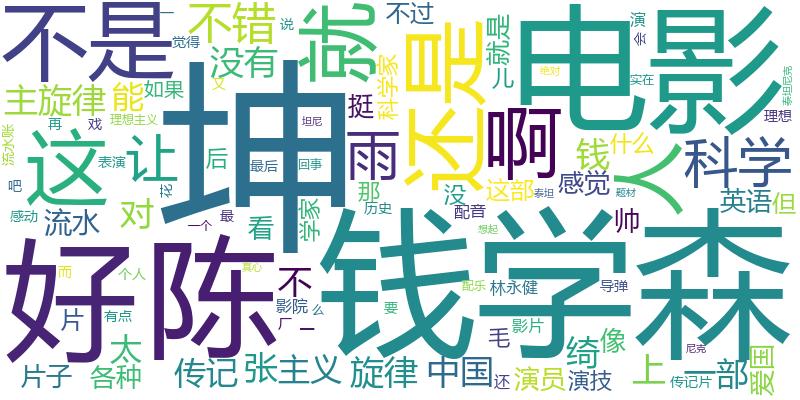 不是
不错
就
还是
电影
不过
演
会
一
觉得
说
没有
儿
就是
绝对
实在
泰坦尼克
主旋律
能
如果
又
挺
科学家
理想
再
戏
理想主义
坦尼
坤
雨
啊
钱
什么
流水账
这
让
人
科学
吧
表演
后
最后
回事
那
没
这部
感觉
英语
但
花
学家
泰坦
题材
感动
流水
对
看
历史
配音
帅
一个
最
想起
好
陈
钱学森
而
个人
真心
不
配乐
林永健
导弹
片
有点
影院
么
要
厂
一
毛
影片
绮
像
尼克
太
片子
各种
传记
张主义
旋律
中国
还
演员
演技
上
传记片
一部
爱国